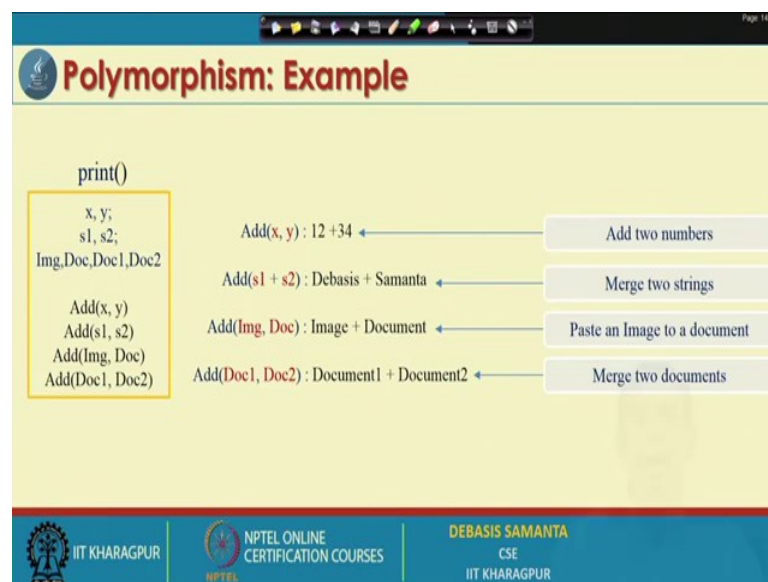 Page 14
Polymorphism: Example
print()
x, y;
s1, s2;
Img,Doc,Doc1,Doc2
Add(x, y)
Add(s1, s2)
Add(Img, Doc)
Add(Doc1, Doc2)
Add(x, y) : 12 +34
Add two numbers
Add(s1 + s2) : Debasis + Samanta
Merge two strings
Add(Img, Doc) : Image + Document
Paste an Image to a document
Add(Doc1, Doc2) : Document1 + Document2
Merge two documents
IIT KHARAGPUR
NPTEL ONLINE
CERTIFICATION COURSES
NPTEL
DEBASIS SAMANTA
CSE
IIT KHARAGPUR